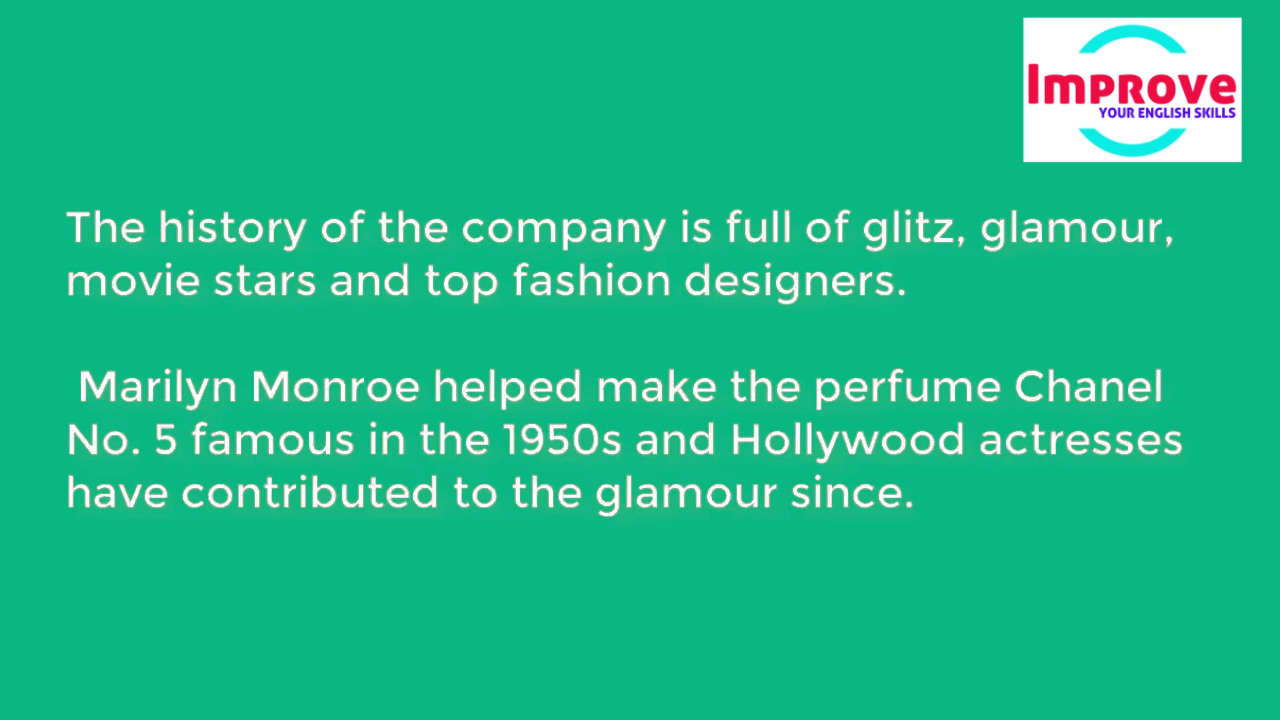 Improve
YOUR ENGLISH SKILLS
The history of the company is full of glitz, glamour,
movie stars and top fashion designers.
Marilyn Monroe helped make the perfume Chanel
No. 5 famous in the 1950s and Hollywood actresses
have contributed to the glamour since.